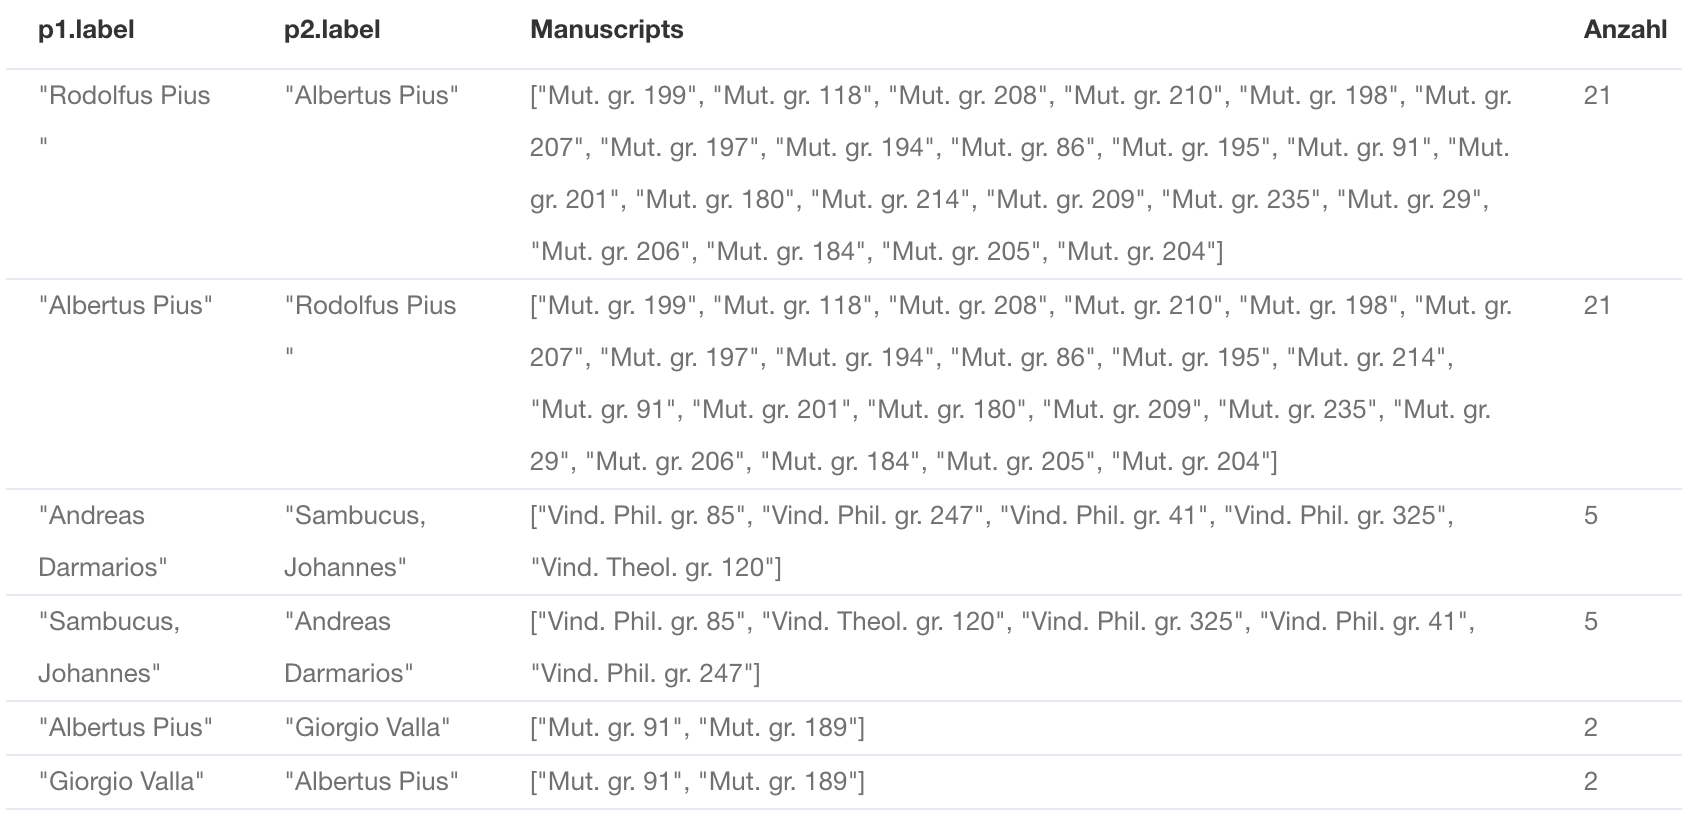 p1.label p2.label Manuscripts Anzahl
"Rodolfus Pius "Albertus Pius" ["Mut. gr. 199", "Mut. gr. 118", "Mut. gr. 208", "Mut. gr. 210", "Mut. gr. 198", "Mut. gr. 21
" 207", "Mut. gr. 197", "Mut. gr. 194", "Mut. gr. 86", "Mut. gr. 195", "Mut. gr. 91", "Mut.
gr. 201", "Mut. gr. 180", "Mut. gr. 214", "Mut. gr. 209", "Mut. gr. 235", "Mut. gr. 29",
"Mut. gr. 206", "Mut. gr. 184", "Mut. gr. 205", "Mut. gr. 204"]
"Albertus Pius" "Rodolfus Pius ["Mut. gr. 199", "Mut. gr. 118", "Mut. gr. 208", "Mut. gr. 210", "Mut. gr. 198", "Mut. gr. 21
" 207", "Mut. gr. 197", "Mut. gr. 194", "Mut. gr. 86", "Mut. gr. 195", "Mut. gr. 214",
"Mut. gr. 91", "Mut. gr. 201", "Mut. gr. 180", "Mut. gr. 209", "Mut. gr. 235", "Mut. gr.
29", "Mut. gr. 206", "Mut. gr. 184", "Mut. gr. 205", "Mut. gr. 204"]
"Andreas "Sambucus, ["Vind. Phil. gr. 85", "Vind. Phil. gr. 247", "Vind. Phil. gr. 41", "Vind. Phil. gr. 325", 5
Darmarios" Johannes" "Vind. Theol. gr. 120"]
"Sambucus, "Andreas ["Vind. Phil. gr. 85", "Vind. Theol. gr. 120", "Vind. Phil. gr. 325", "Vind. Phil. gr. 41", 5
Johannes" Darmarios" "Vind. Phil. gr. 247"]
"Albertus Pius" "Giorgio Valla" ["Mut. gr. 91", "Mut. gr. 189"] 2
"Giorgio Valla" "Albertus Pius" ["Mut. gr. 91", "Mut. gr. 189"] 2